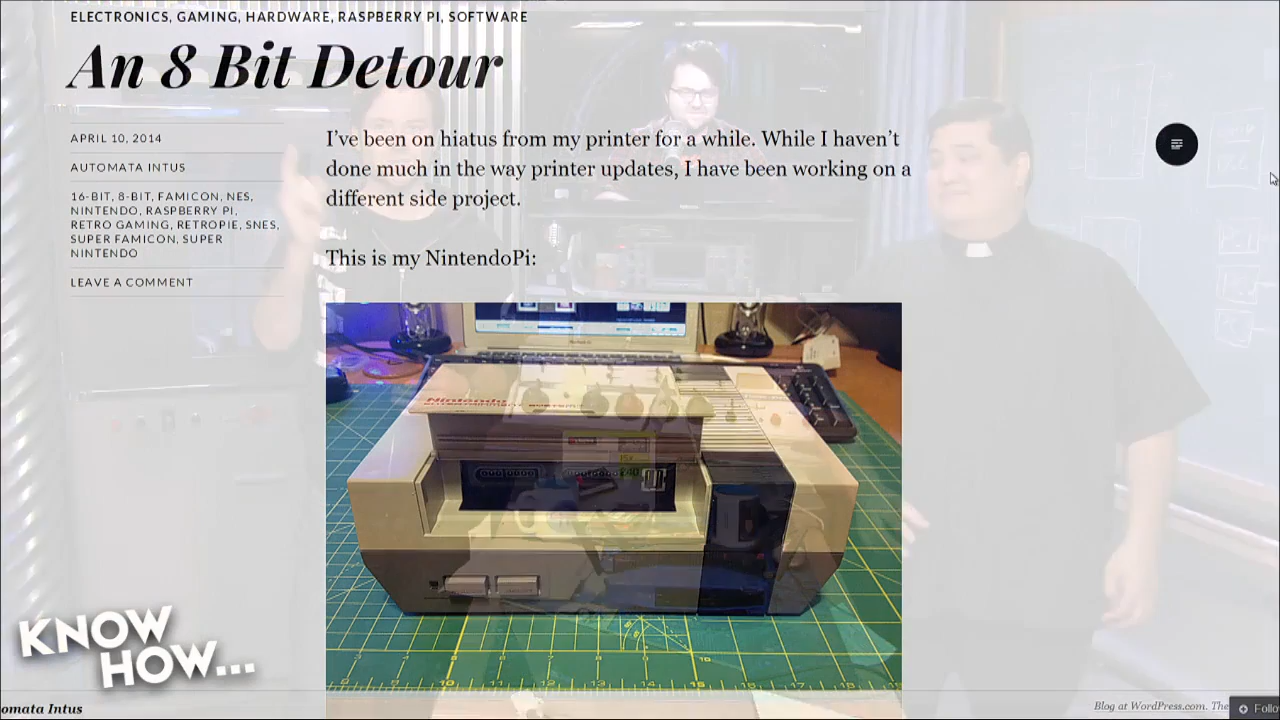 ELECTRONICS, GAMING, HARDWARE, RASPBERRY PI, SOFTWARE
An 8 Bit Detour
APRIL 10, 2014
AUTOMATA INTUS
16-BIT, 8-BIT, FAMICON, NES,
NINTENDO, RASPBERRY PI,
RETRO GAMING, RETROPIE, SNES,
SUPER FAMICON, SUPER
NINTENDO
LEAVE A COMMENT
I've been on hiatus from my printer for a while. While I haven't
done much in the way printer updates, I have been working on a
different side project.
This is my NintendoPi:
Nintendo
KNOW
HOW...
omata Intus
Blog at WordPress.com. The
Follo